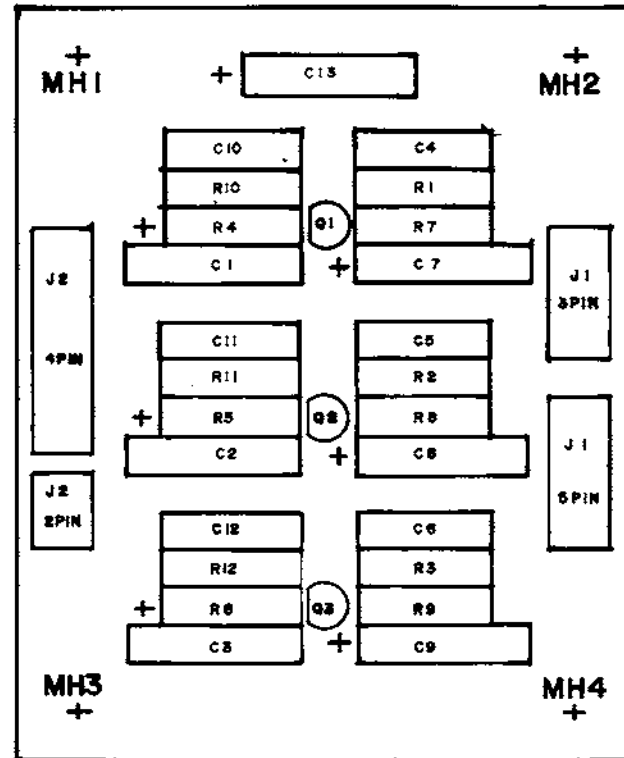 MH1
C13
MH2
C10
C4
R10
R1
R4
Q1
R7
C1
C7
J2
4PIN
J1
3PIN
C11
C5
R11
R2
R5
Q2
R8
C2
C8
J2
2PIN
J1
5PIN
C12
C6
R12
R3
R6
Q3
R9
C3
C9
MH3
MH4